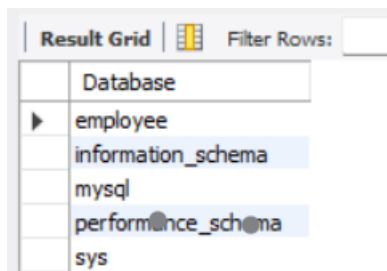 Result Grid Filter Rows:
Database
employee
information_schema
mysql
sys